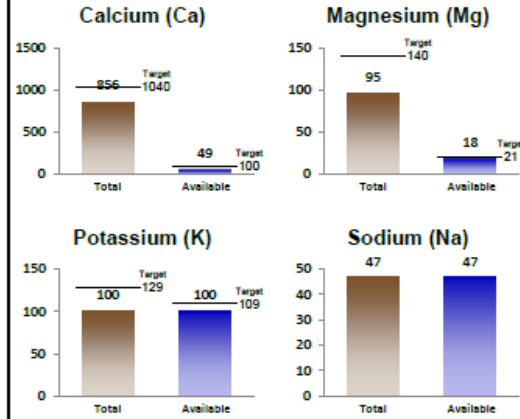 Calcium (Ca)
1500
1000
500
0
856
Target
1040
49
Target
100
Total
Available
Magnesium (Mg)
150
100
50
0
95
Target
140
18
Target
21
Total
Available
Potassium (K)
150
100
50
0
100
Target
129
100
Target
109
Total
Available
Sodium (Na)
50
40
30
20
10
0
47
47
Total
Available